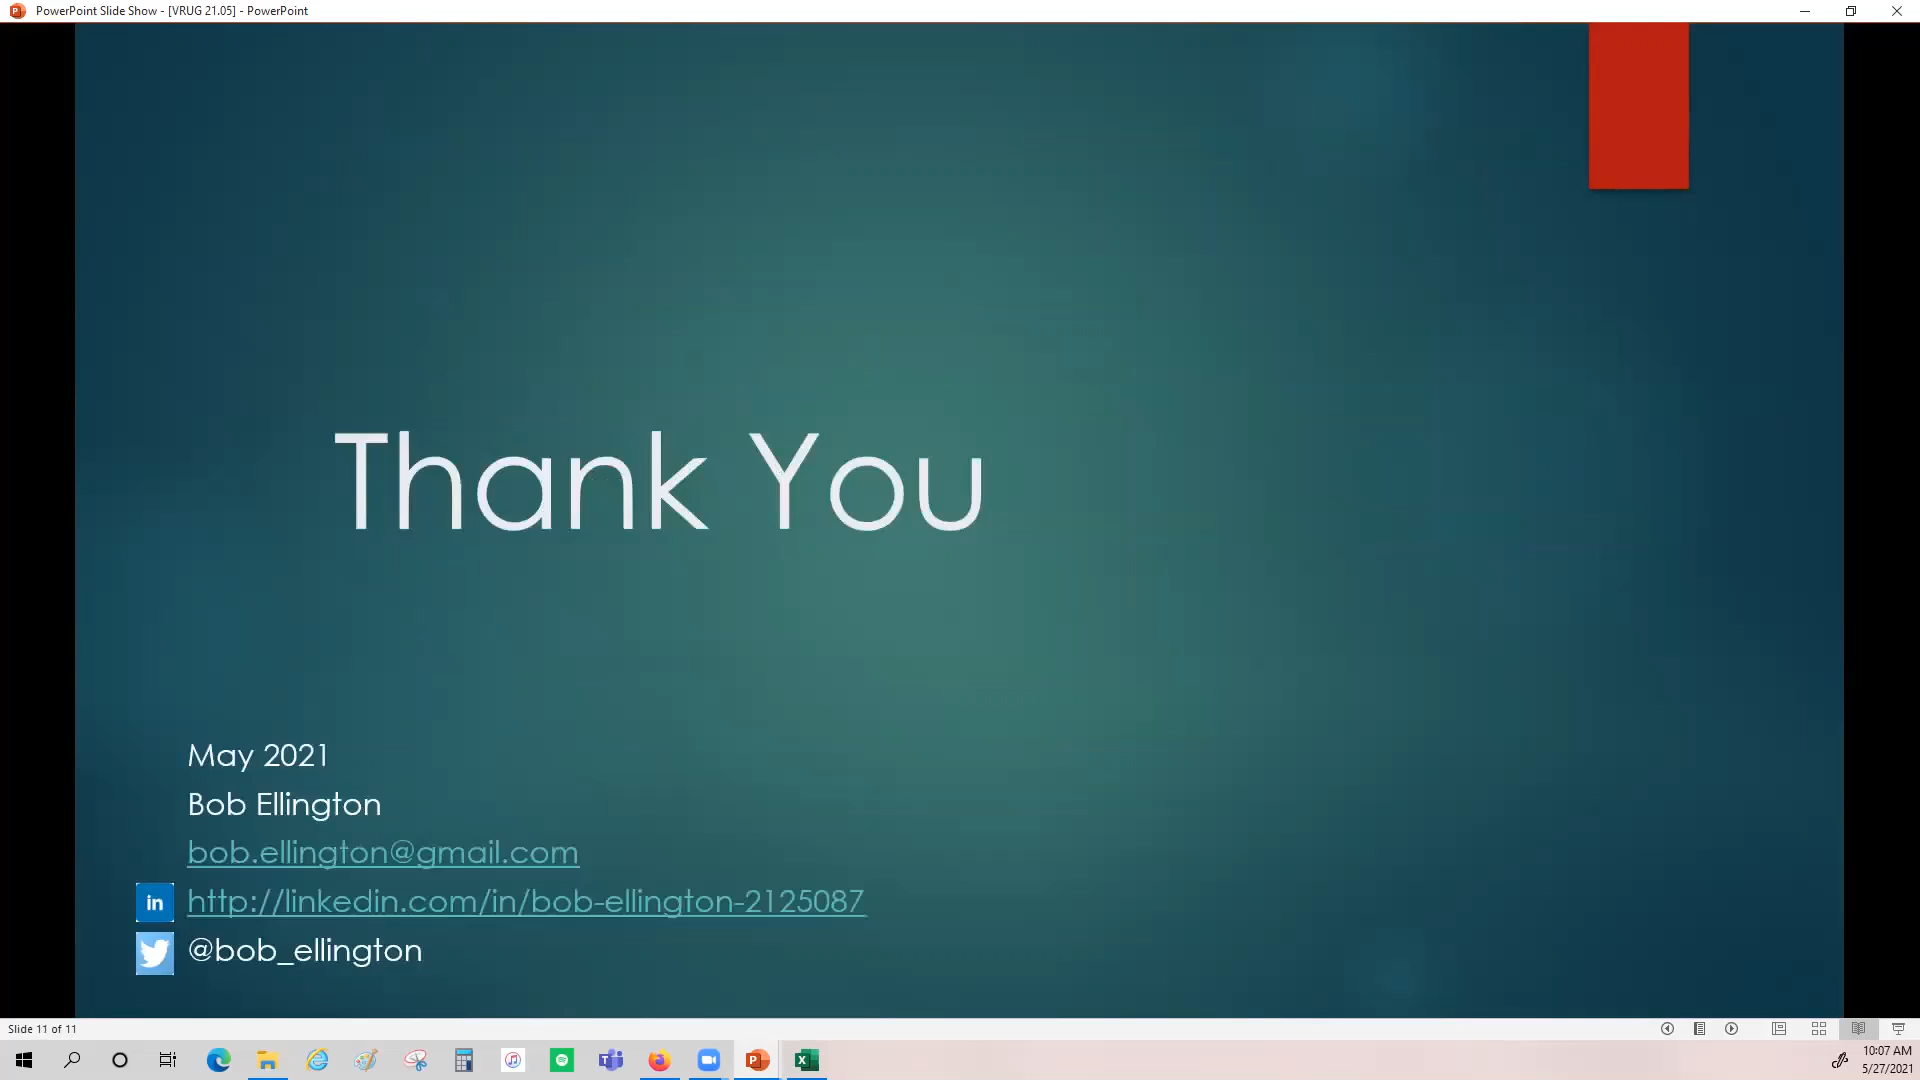 PowerPoint Slide Show - [VRUG 21.05] - PowerPoint
Thank You
May 2021
Bob Ellington
bob.ellington@gmail.com
in http://linkedin.com/in/bob-ellington-2125087
@bob_ellington
Slide 11 of 11
10:07 AM
5/27/2021